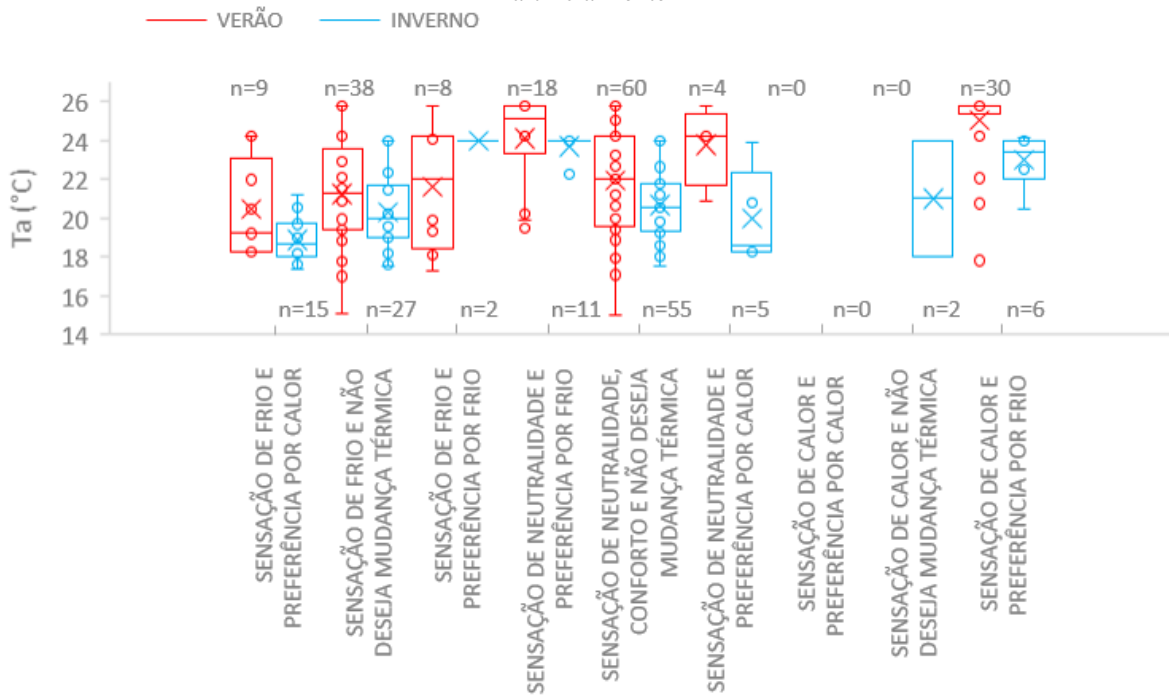 VERÃO INVERNO
n=9 n=38 n=8 n=18 n=60 n=4 n=0 n=0 n=30
26
24
22
20
18
16
14
Ta (°C)
n=15 n=27 n=2 n=11 n=55 n=5 n=0 n=2 n=6
SENSAÇÃO DE FRIO E
PREFERÊNCIA POR CALOR
SENSAÇÃO DE FRIO E NÃO
DESEJA MUDANÇA TÉRMICA
SENSAÇÃO DE FRIO E
PREFERÊNCIA POR FRIO
SENSAÇÃO DE NEUTRALIDADE E
PREFERÊNCIA POR FRIO
SENSAÇÃO DE NEUTRALIDADE,
CONFORTO E NÃO DESEJA
MUDANÇA TÉRMICA
SENSAÇÃO DE NEUTRALIDADE E
PREFERÊNCIA POR CALOR
SENSAÇÃO DE CALOR E
PREFERÊNCIA POR CALOR
SENSAÇÃO DE CALOR E NÃO
DESEJA MUDANÇA TÉRMICA
SENSAÇÃO DE CALOR E
PREFERÊNCIA POR FRIO